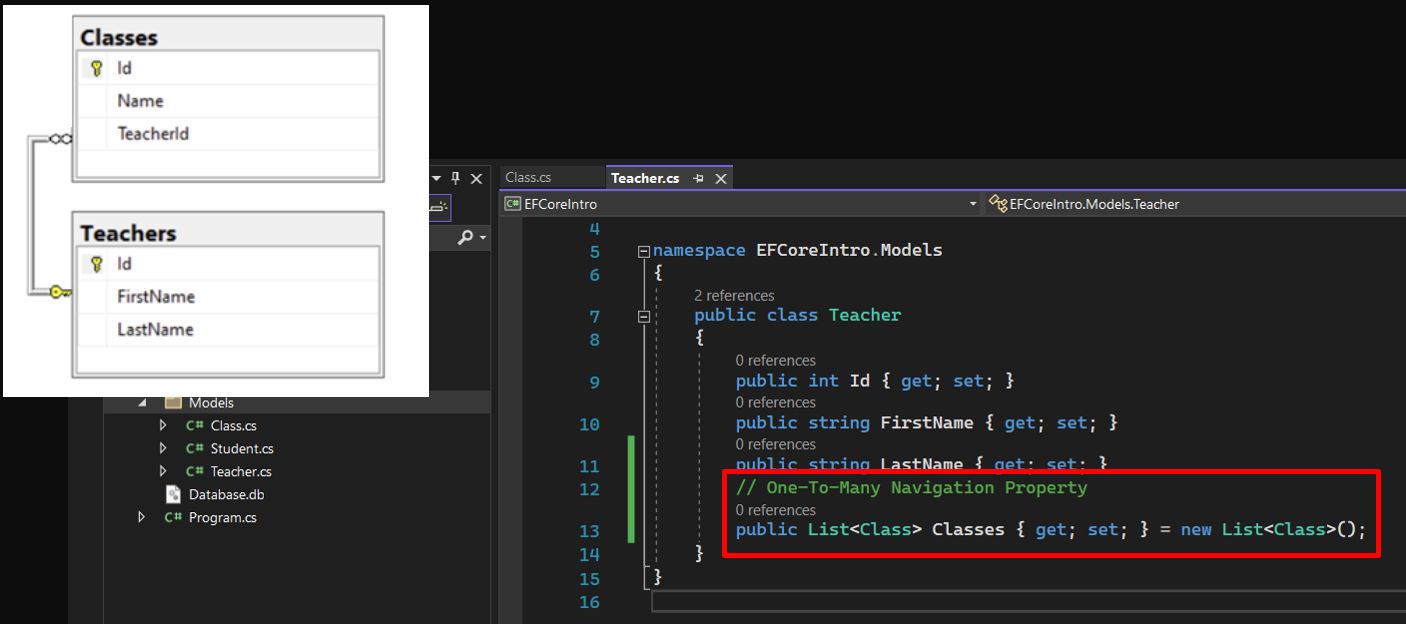 Classes
Id
Name
TeacherId
Teachers
Id
FirstName
LastName
Models
C# Class.cs
C# Student.cs
C# Teacher.cs
Database.db
C# Program.cs
Class.cs
Teacher.cs
C# EFCoreIntro
EFCoreIntro.Models.Teacher
4
5 namespace EFCoreIntro.Models
6 {
2 references
7 public class Teacher
8 {
0 references
9 public int Id { get; set; }
0 references
10 public string FirstName { get; set; }
0 references
11 public string LastName { get; set; }
12 // One-To-Many Navigation Property
0 references
13 public List<Class> Classes { get; set; } = new List<Class>();
14 }
15 }
16